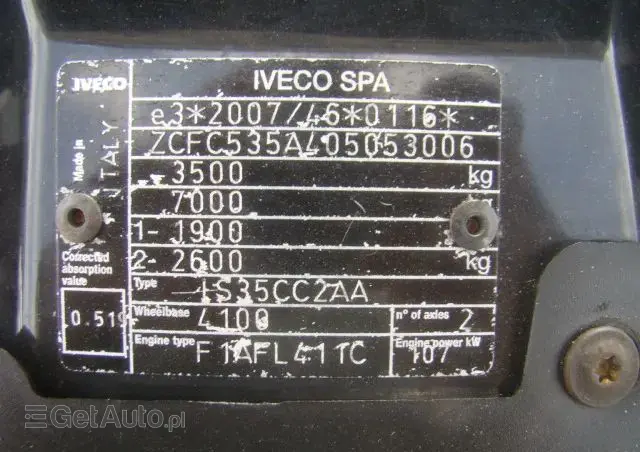 IVECO IVECO SPA
e3*2007/46*0116*
ZCFC535A405053006
3500 kg
7000
1- 1900
2- 2600 kg
Made in ITALY
Corrected absorption value
0.519
Type IS35CC2AA
Wheelbase 4100 n° of axles 2
Engine type F1AFL411C Engine power kW 107
GetAuto.pl